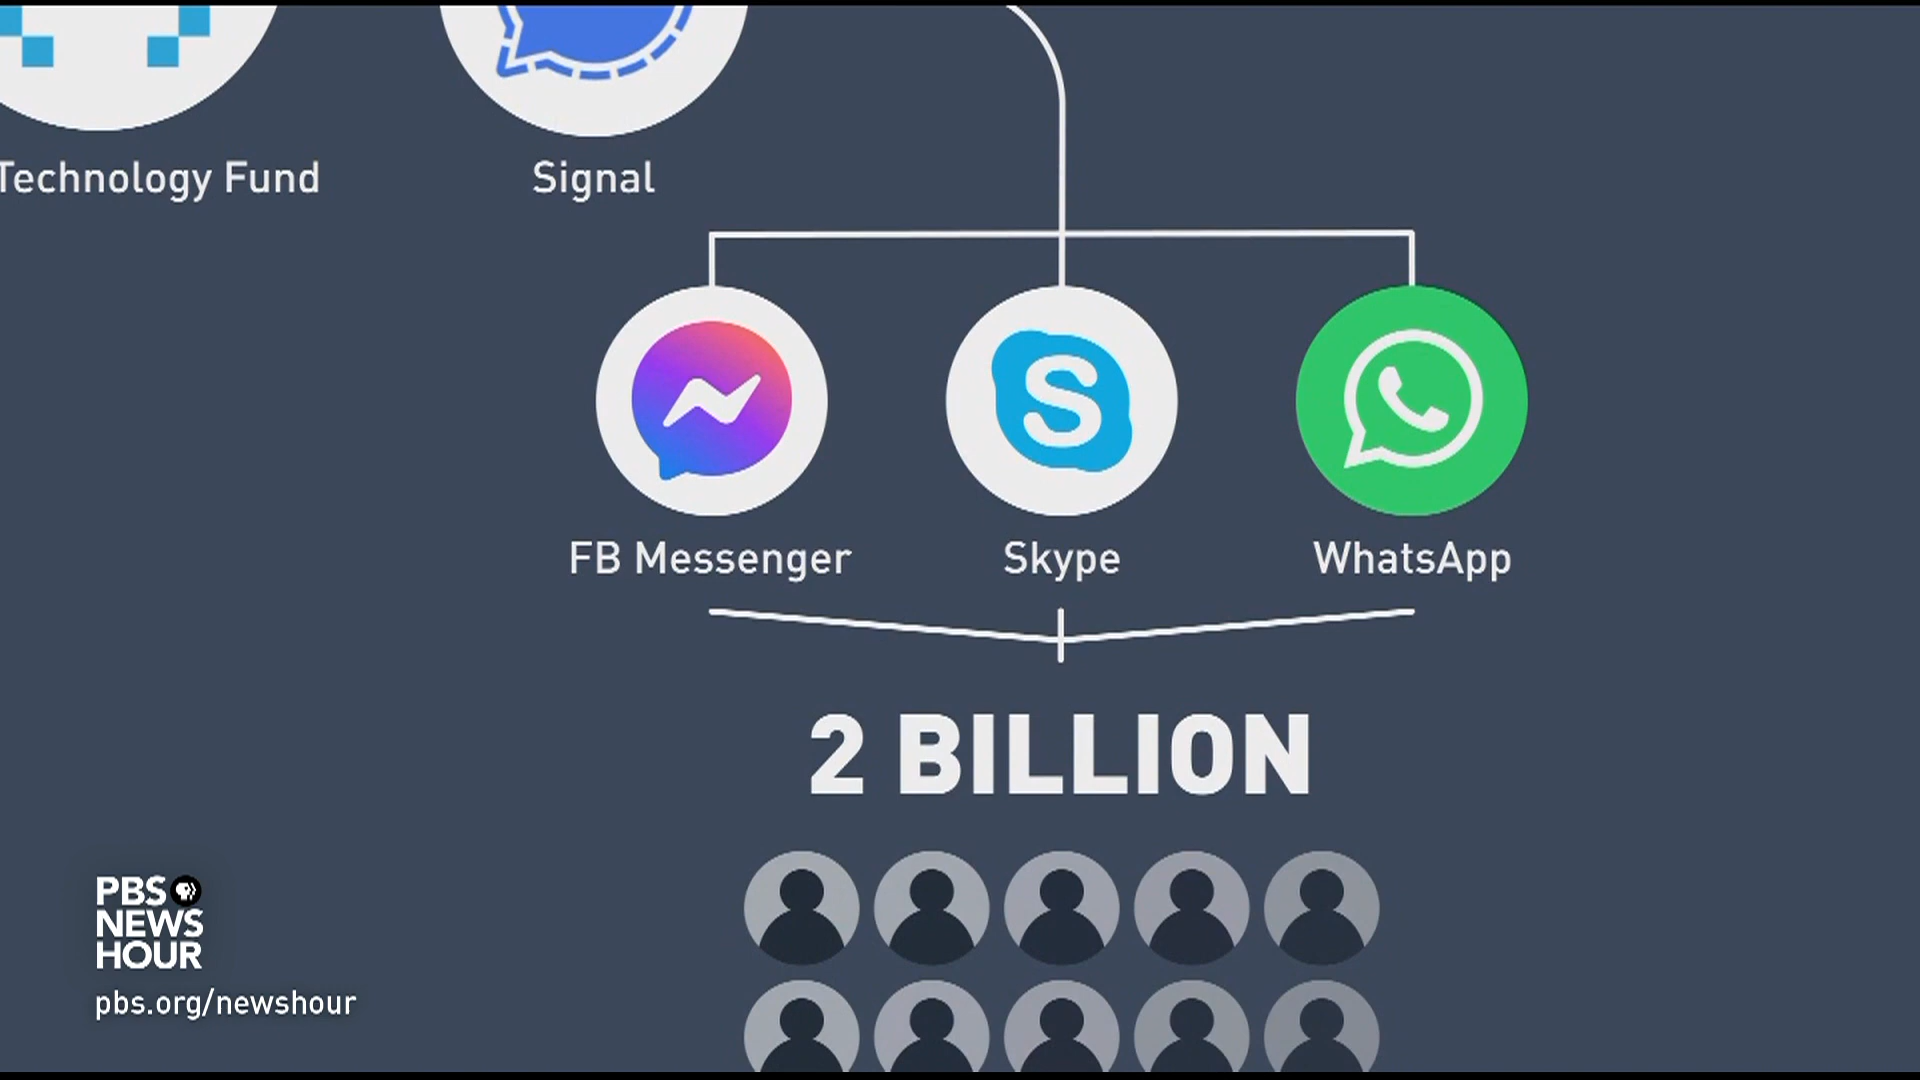 Technology Fund
Signal
FB Messenger
Skype
WhatsApp
2 BILLION
PBS
NEWS
HOUR
pbs.org/newshour